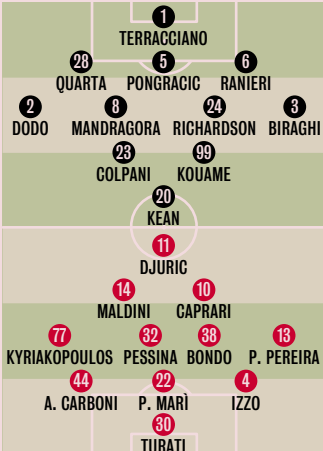 1
TERRACCIANO
28 5 6
QUARTA PONGRACIC RANIERI
2 8 24 3
DODO MANDRAGORA RICHARDSON BIRAGHI
23 99
COLPANI KOUAME
20
KEAN
11
DJURIC
14 10
MALDINI CAPRARI
77 32 38 13
KYRIAKOPOULOS PESSINA BONDO P. PEREIRA
44 22 4
A. CARBONI P. MARÌ IZZO
30
TURATI